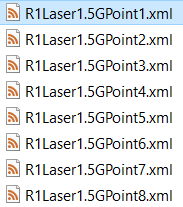 R1Laser1.5GPoint1.xml
R1Laser1.5GPoint2.xml
R1Laser1.5GPoint3.xml
R1Laser1.5GPoint4.xml
R1Laser1.5GPoint5.xml
R1Laser1.5GPoint6.xml
R1Laser1.5GPoint7.xml
R1Laser1.5GPoint8.xml